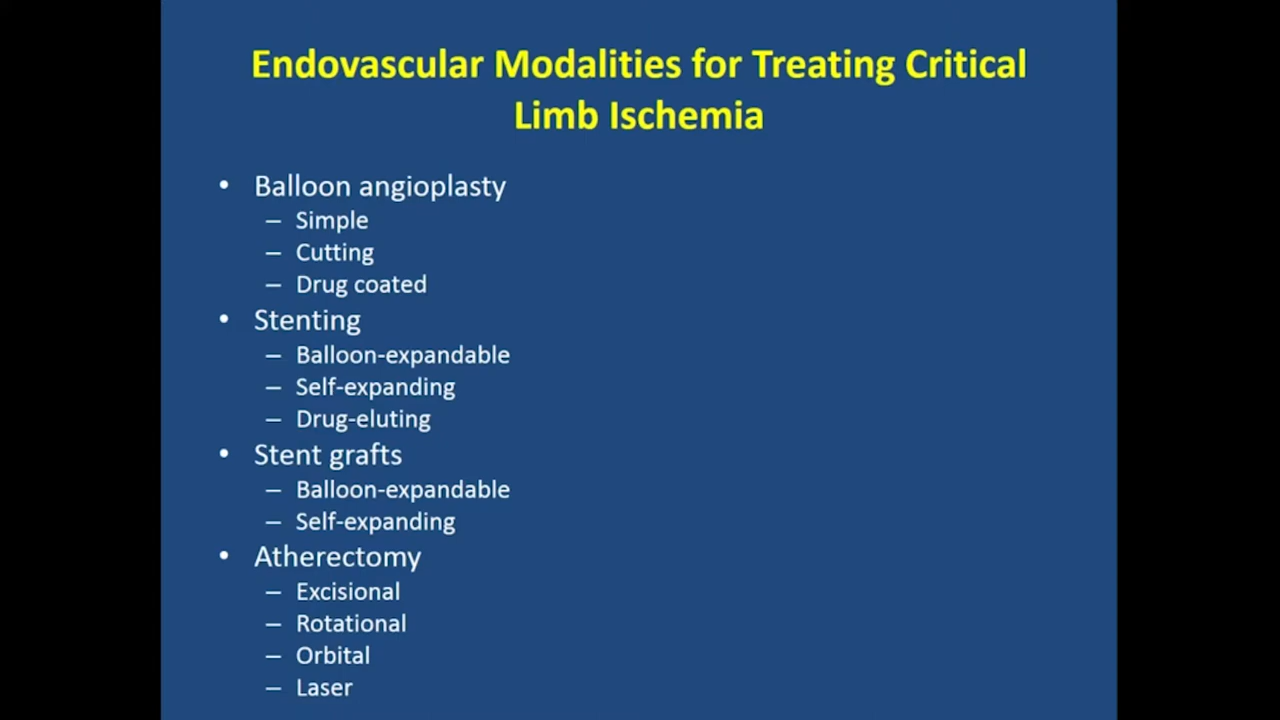 Endovascular Modalities for Treating Critical
Limb Ischemia
• Balloon angioplasty
– Simple
– Cutting
– Drug coated
• Stenting
– Balloon-expandable
– Self-expanding
– Drug-eluting
• Stent grafts
– Balloon-expandable
– Self-expanding
• Atherectomy
– Excisional
– Rotational
– Orbital
– Laser